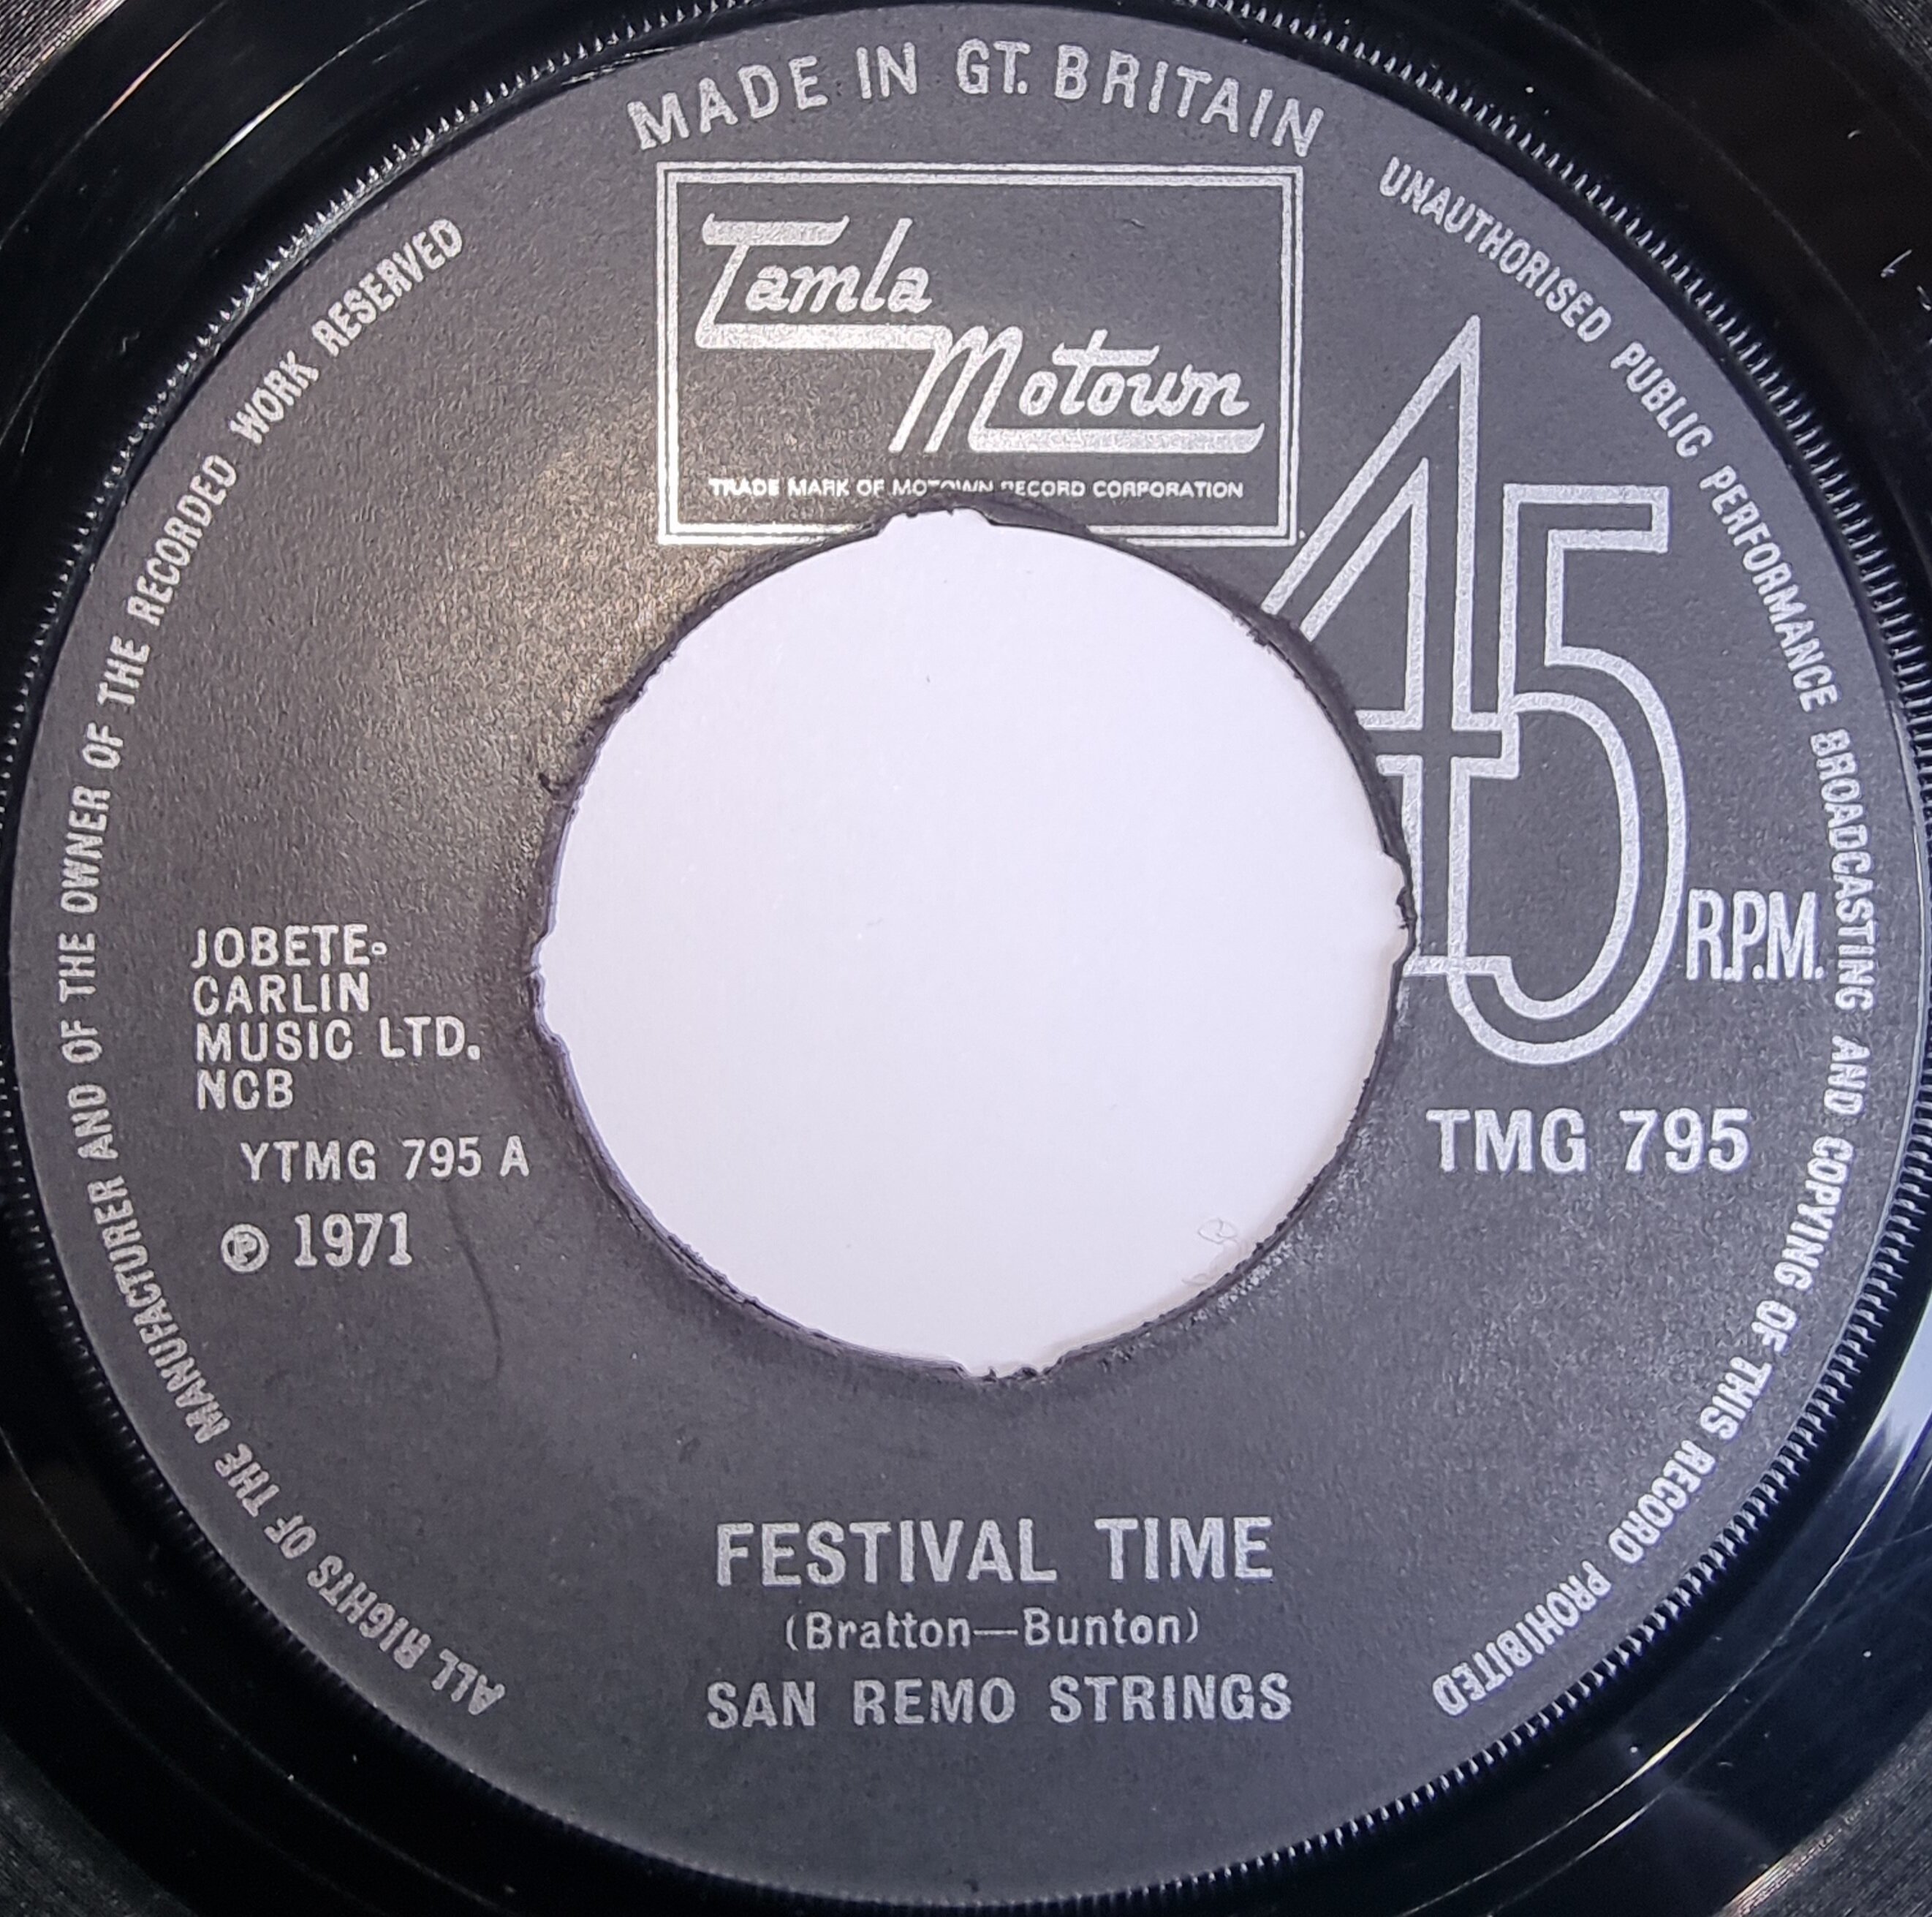 MADE IN GT. BRITAIN
UNAUTHORISED PUBLIC PERFORMANCE BROADCASTING AND COPYING OF THIS RECORD PROHIBITED
ALL RIGHTS OF THE MANUFACTURER AND OF THE OWNER OF THE RECORDED WORK RESERVED
Tamla
Motown
TRADE MARK OF MOTOWN RECORD CORPORATION
45
R.P.M.
JOBETE-
CARLIN
MUSIC LTD.
NCB
YTMG 795 A
℗ 1971
TMG 795
FESTIVAL TIME
(Bratton—Bunton)
SAN REMO STRINGS